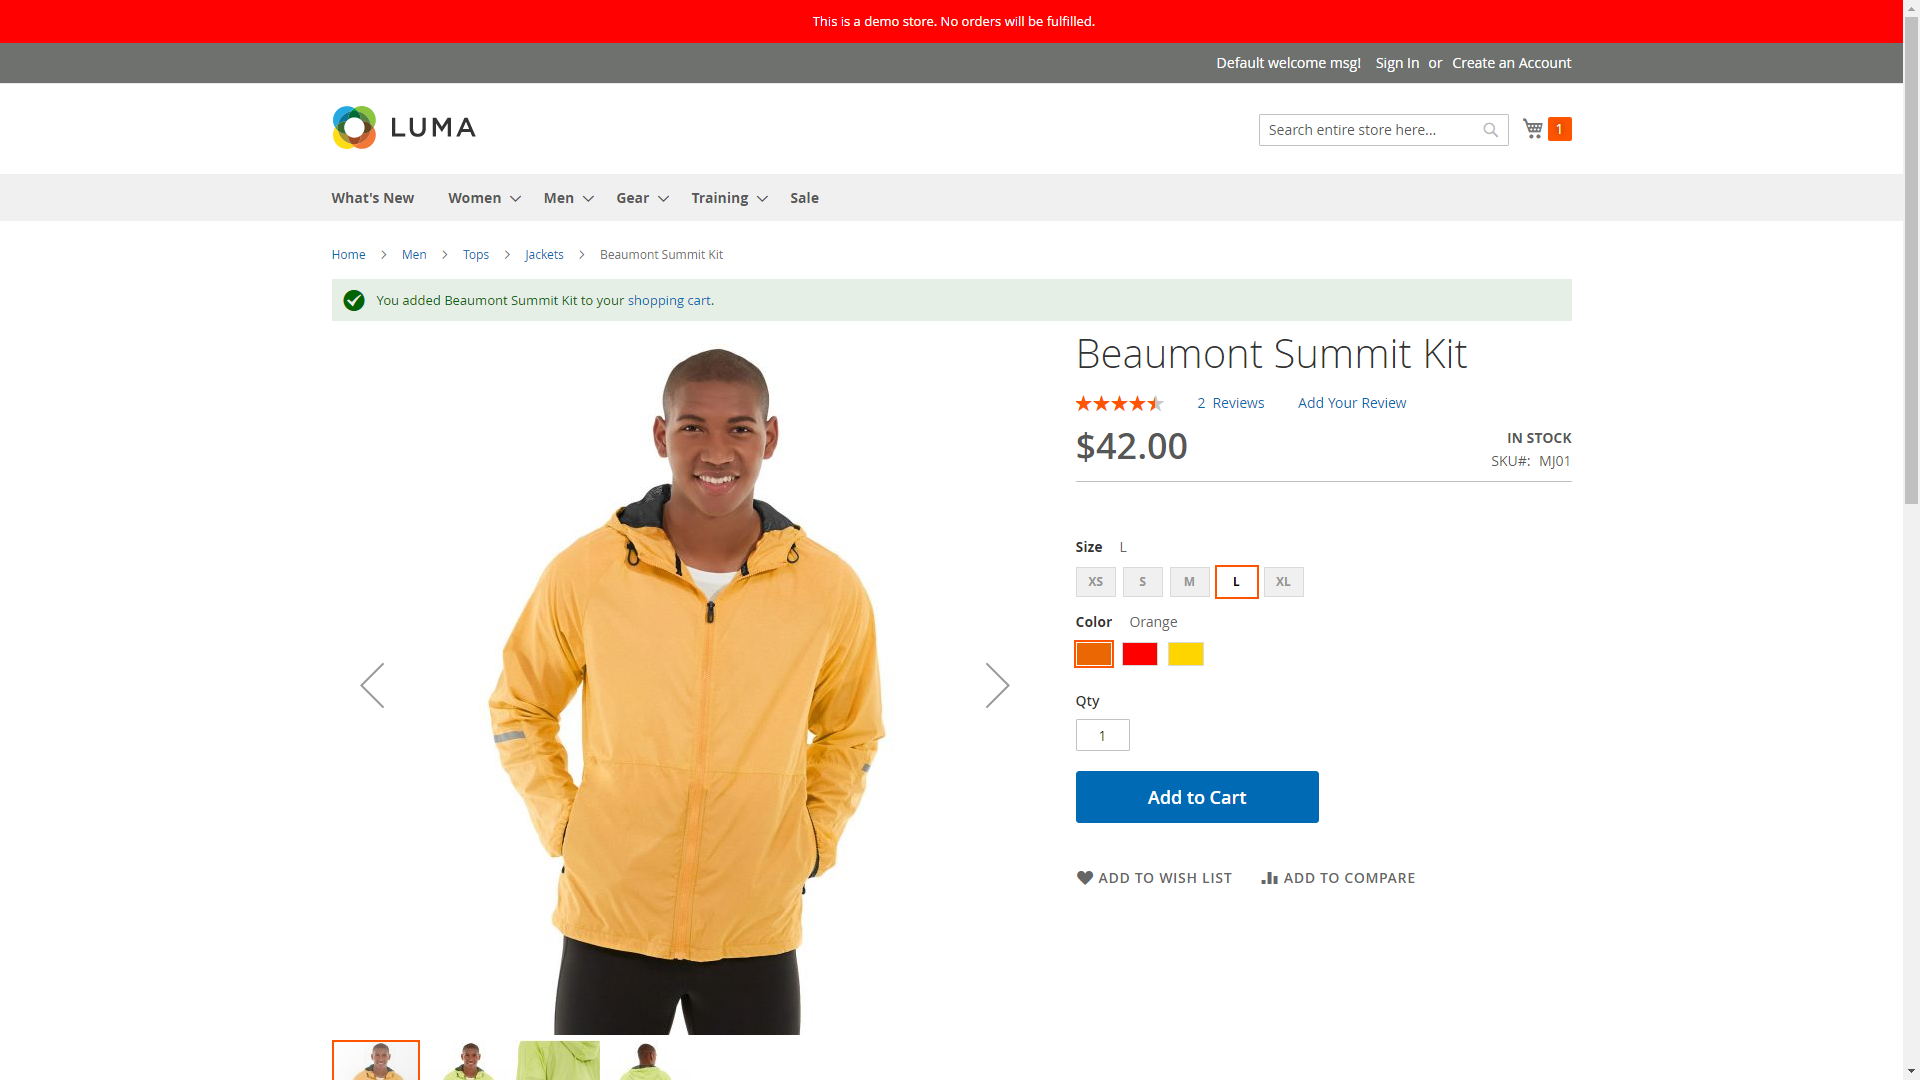 This is a demo store. No orders will be fulfilled.
Default welcome msg! Sign In or Create an Account
LUMA
Search entire store here...
1
What's New Women Men Gear Training Sale
Home Men Tops Jackets Beaumont Summit Kit
You added Beaumont Summit Kit to your shopping cart.
Beaumont Summit Kit
2 Reviews Add Your Review
$42.00
IN STOCK
SKU#: MJ01
Size L
XS S M L XL
Color Orange
Qty
1
Add to Cart
ADD TO WISH LIST ADD TO COMPARE